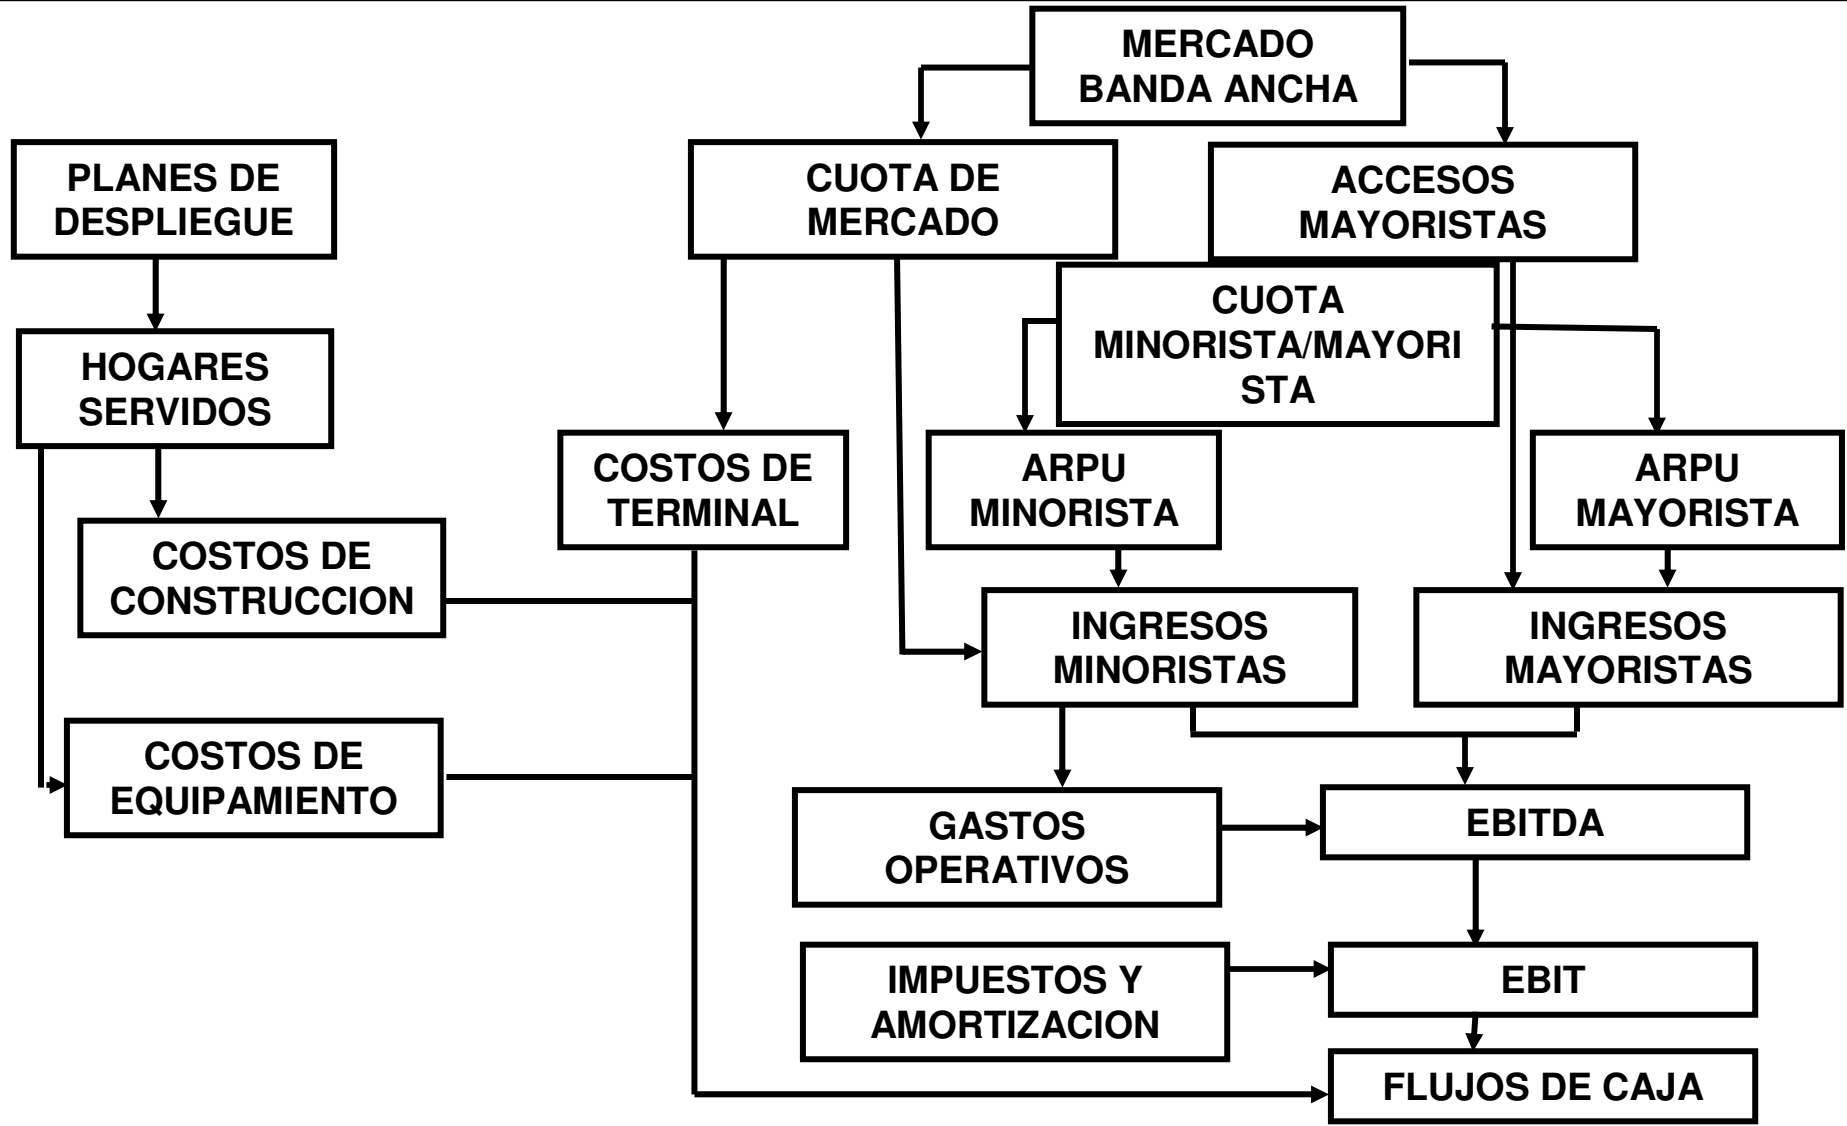 MERCADO
BANDA ANCHA
PLANES DE
DESPLIEGUE
CUOTA DE
MERCADO
ACCESOS
MAYORISTAS
CUOTA
MINORISTA/MAYORI
STA
HOGARES
SERVIDOS
COSTOS DE
TERMINAL
ARPU
MINORISTA
ARPU
MAYORISTA
COSTOS DE
CONSTRUCCION
INGRESOS
MINORISTAS
INGRESOS
MAYORISTAS
COSTOS DE
EQUIPAMIENTO
GASTOS
OPERATIVOS
EBITDA
IMPUESTOS Y
AMORTIZACION
EBIT
FLUJOS DE CAJA